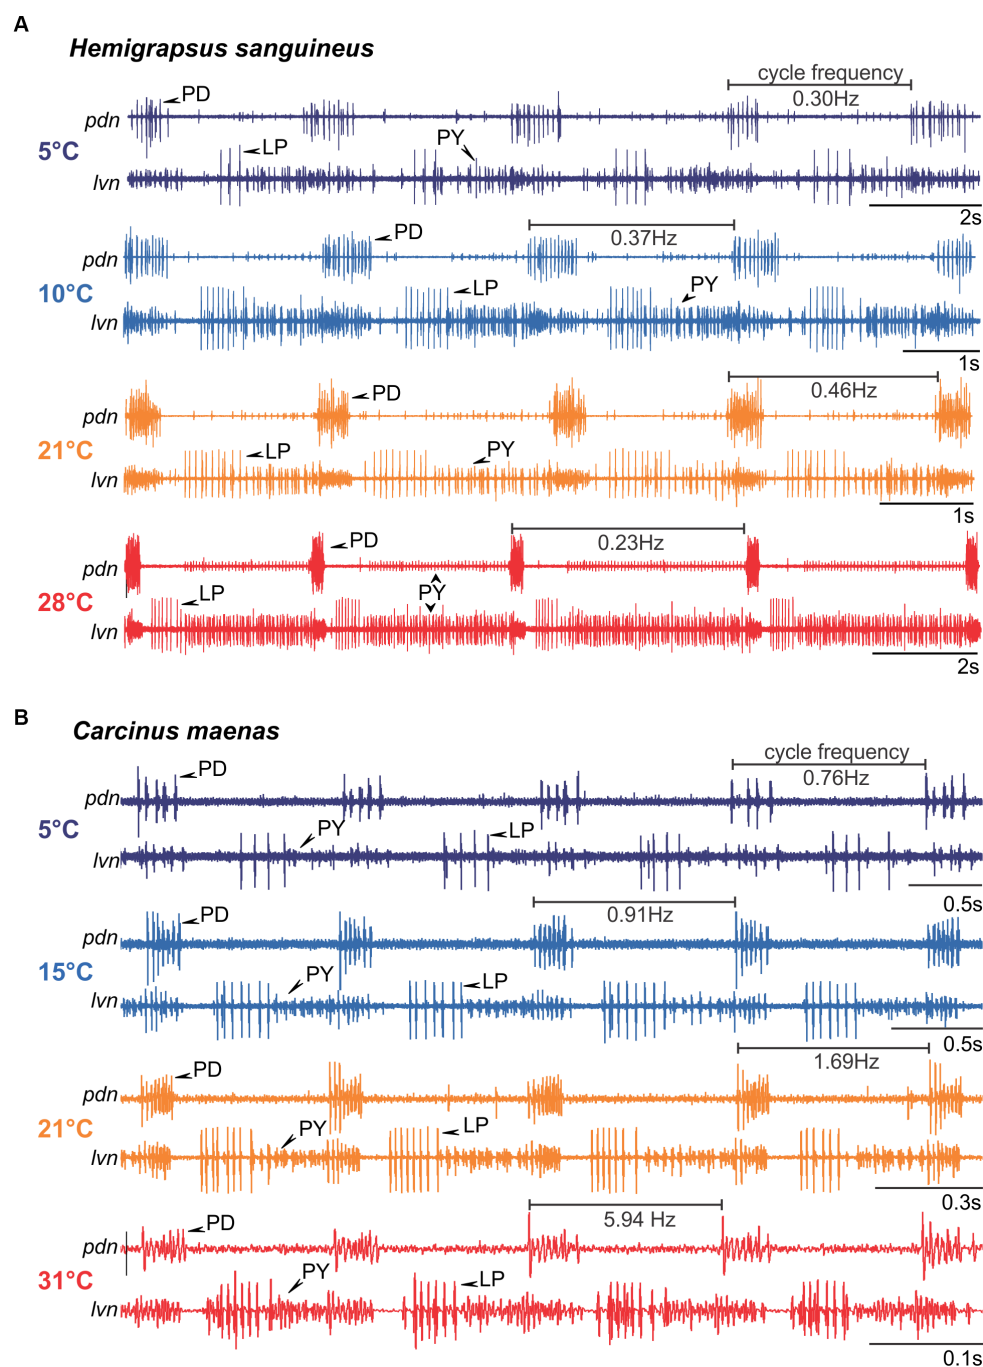 A
Hemigrapsus sanguineus
cycle frequency
0.30Hz
PD
pdn
5°C
LP
PY
lvn
2s
PD
0.37Hz
pdn
10°C
LP
PY
lvn
1s
PD
0.46Hz
pdn
21°C
LP
PY
lvn
1s
PD
0.23Hz
pdn
28°C
PY
LP
lvn
2s
B
Carcinus maenas
cycle frequency
0.76Hz
PD
pdn
5°C
PY
LP
lvn
0.5s
PD
0.91Hz
pdn
15°C
PY
LP
lvn
0.5s
1.69Hz
PD
pdn
21°C
PY
LP
lvn
0.3s
PD
5.94 Hz
pdn
31°C
PY
LP
lvn
0.1s